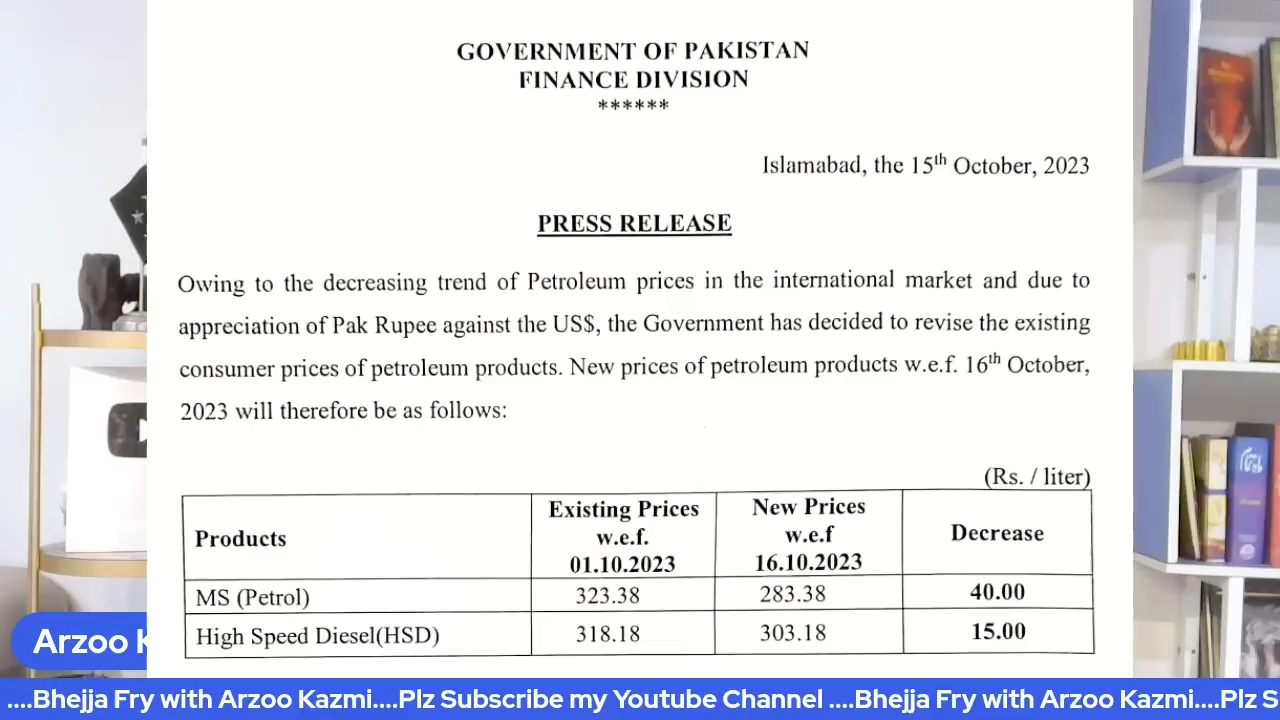 GOVERNMENT OF PAKISTAN
FINANCE DIVISION
******
Islamabad, the 15th October, 2023
PRESS RELEASE
Owing to the decreasing trend of Petroleum prices in the international market and due to
appreciation of Pak Rupee against the US$, the Government has decided to revise the existing
consumer prices of petroleum products. New prices of petroleum products w.e.f. 16th October,
2023 will therefore be as follows:
(Rs. / liter)
Products
Existing Prices
w.e.f.
01.10.2023
New Prices
w.e.f
16.10.2023
Decrease
MS (Petrol) 323.38 283.38 40.00
High Speed Diesel(HSD) 318.18 303.18 15.00
Arzoo K
....Bhejja Fry with Arzoo Kazmi....Plz Subscribe my Youtube Channel ....Bhejja Fry with Arzoo Kazmi....Plz S